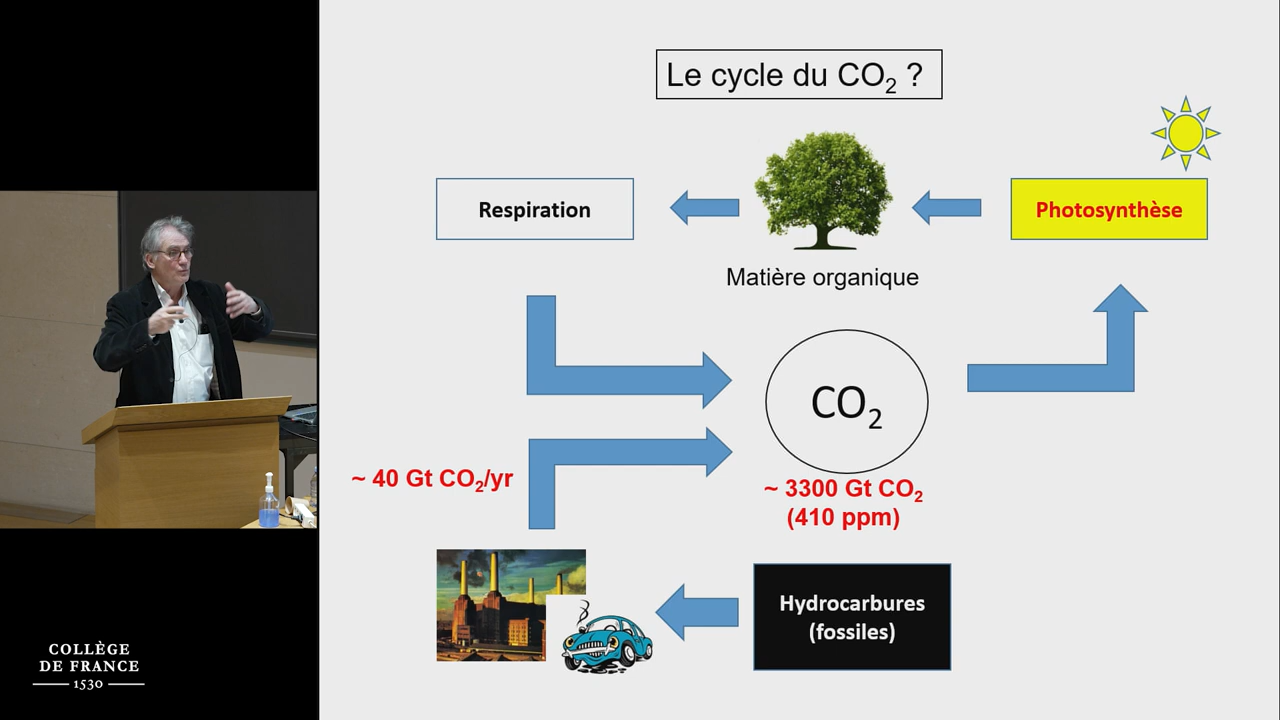 Le cycle du CO₂ ?
Respiration
Photosynthèse
Matière organique
CO₂
~ 40 Gt CO₂/yr
~ 3300 Gt CO₂
(410 ppm)
Hydrocarbures
(fossiles)
COLLÈGE
DE FRANCE
1530